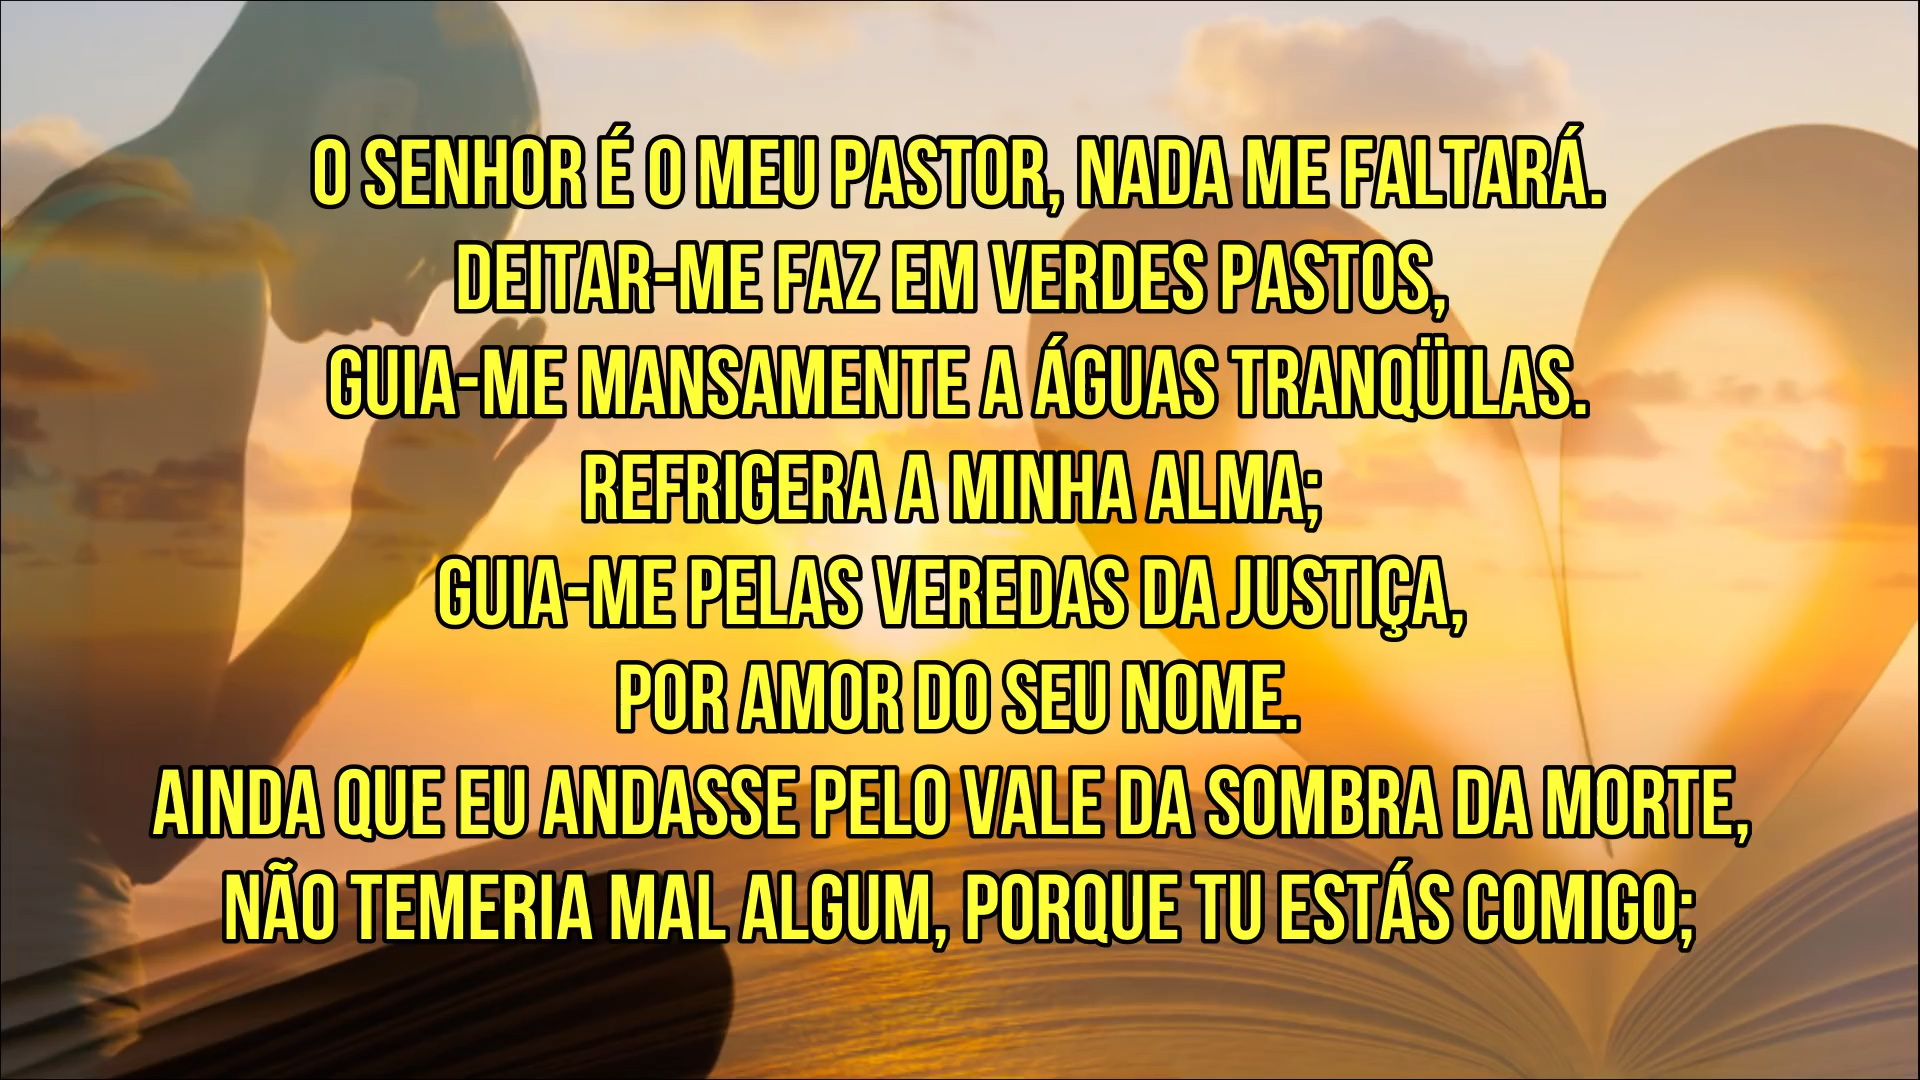 O SENHOR É O MEU PASTOR, NADA ME FALTARÁ.
DEITAR-ME FAZ EM VERDES PASTOS,
GUIA-ME MANSAMENTE A ÁGUAS TRANQÜILAS.
REFRIGERA A MINHA ALMA;
GUIA-ME PELAS VEREDAS DA JUSTIÇA,
POR AMOR DO SEU NOME.
AINDA QUE EU ANDASSE PELO VALE DA SOMBRA DA MORTE,
NÃO TEMERIA MAL ALGUM, PORQUE TU ESTÁS COMIGO;